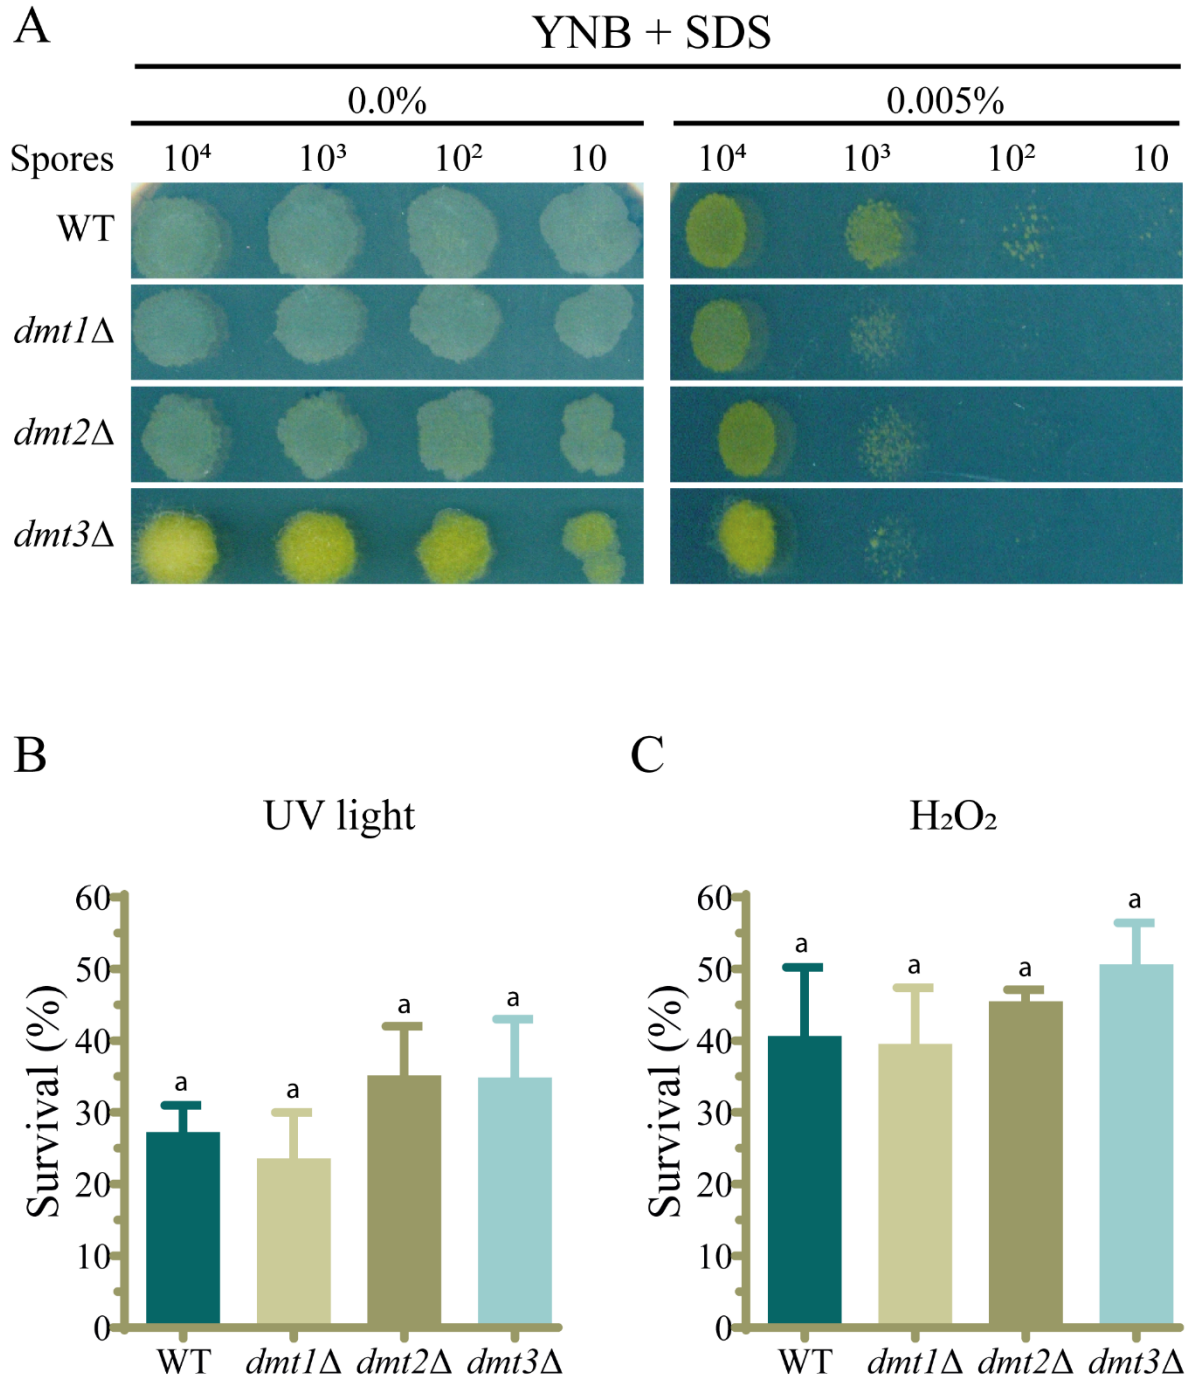 A
YNB + SDS
0.0% 0.005%
Spores 10⁴ 10³ 10² 10 10⁴ 10³ 10² 10
WT
dmt1Δ
dmt2Δ
dmt3Δ
B
UV light
Survival (%)
60
50
40
30
20
10
0
a a a a
WT dmt1Δ dmt2Δ dmt3Δ
C
H₂O₂
Survival (%)
60
50
40
30
20
10
0
a a a a
WT dmt1Δ dmt2Δ dmt3Δ